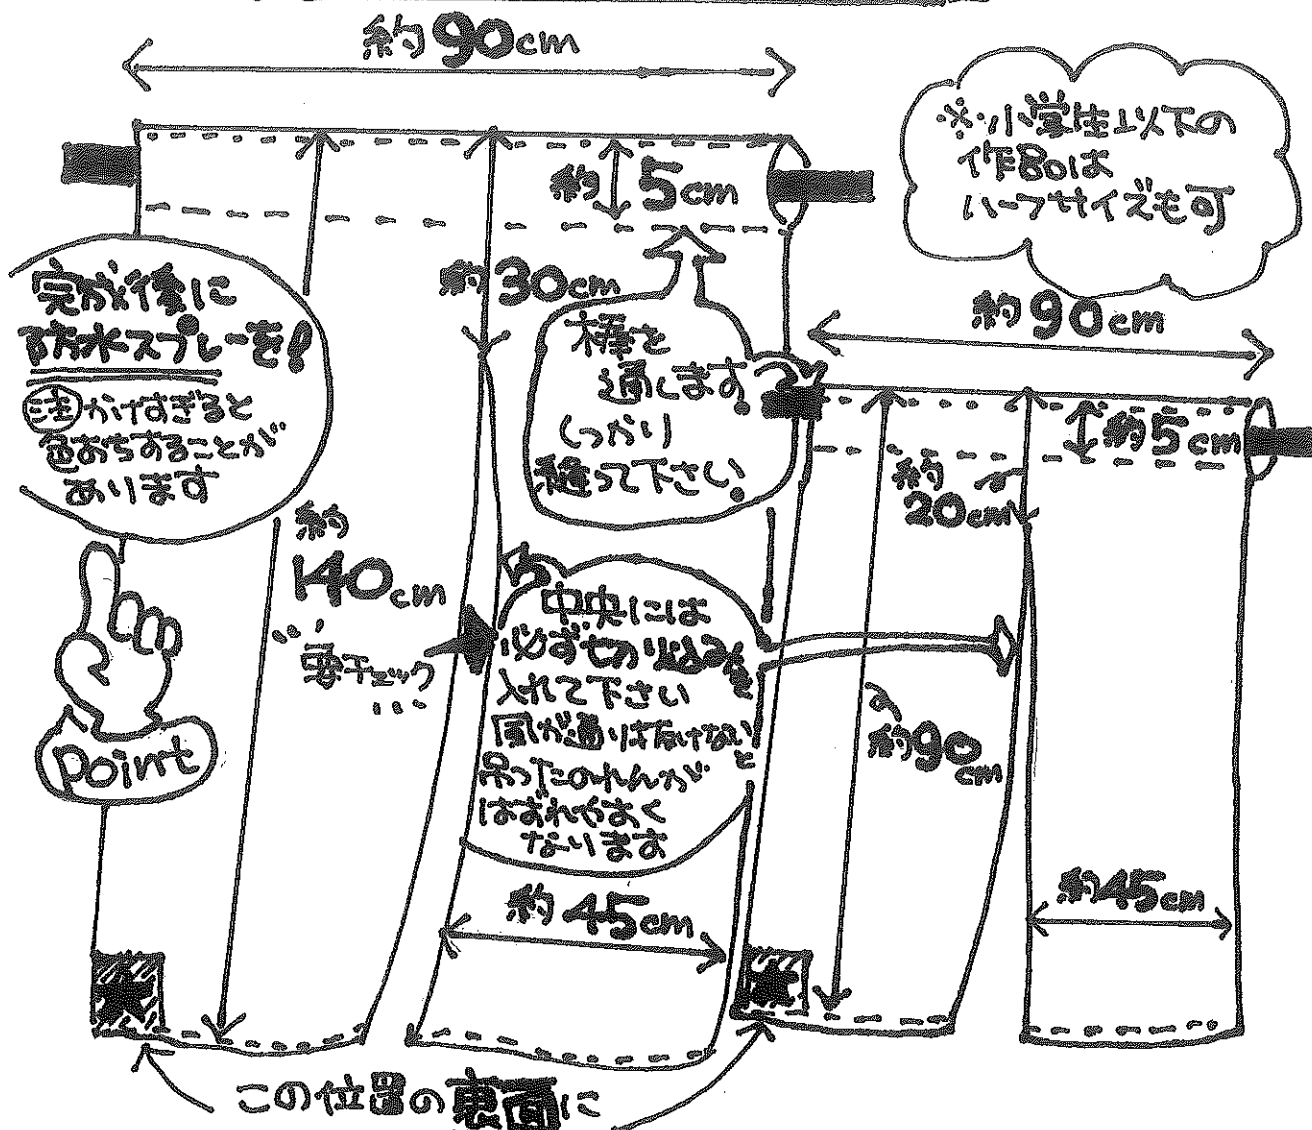 約90cm
※小学生以下の
作品は
ハーフサイズも可
約5cm
完成後に
防水スプレーを!
注かけすぎると
色おちすることが
あります
約30cm
棒を
通します。
しっかり
縫って下さい。
約90cm
約5cm
約
20cm
約
140cm
要チェック
中央には
必ず切り込みを
入れて下さい
風が通り抜けないと
吊ったのれんが
はずれやすく
なります
約90cm
point
約45cm
約45cm
この位置の裏面に